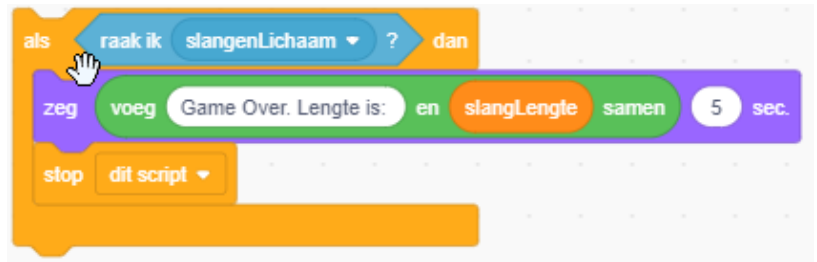 als raak ik slangenLichaam ? dan
zeg voeg Game Over. Lengte is: en slangLengte samen 5 sec.
stop dit script